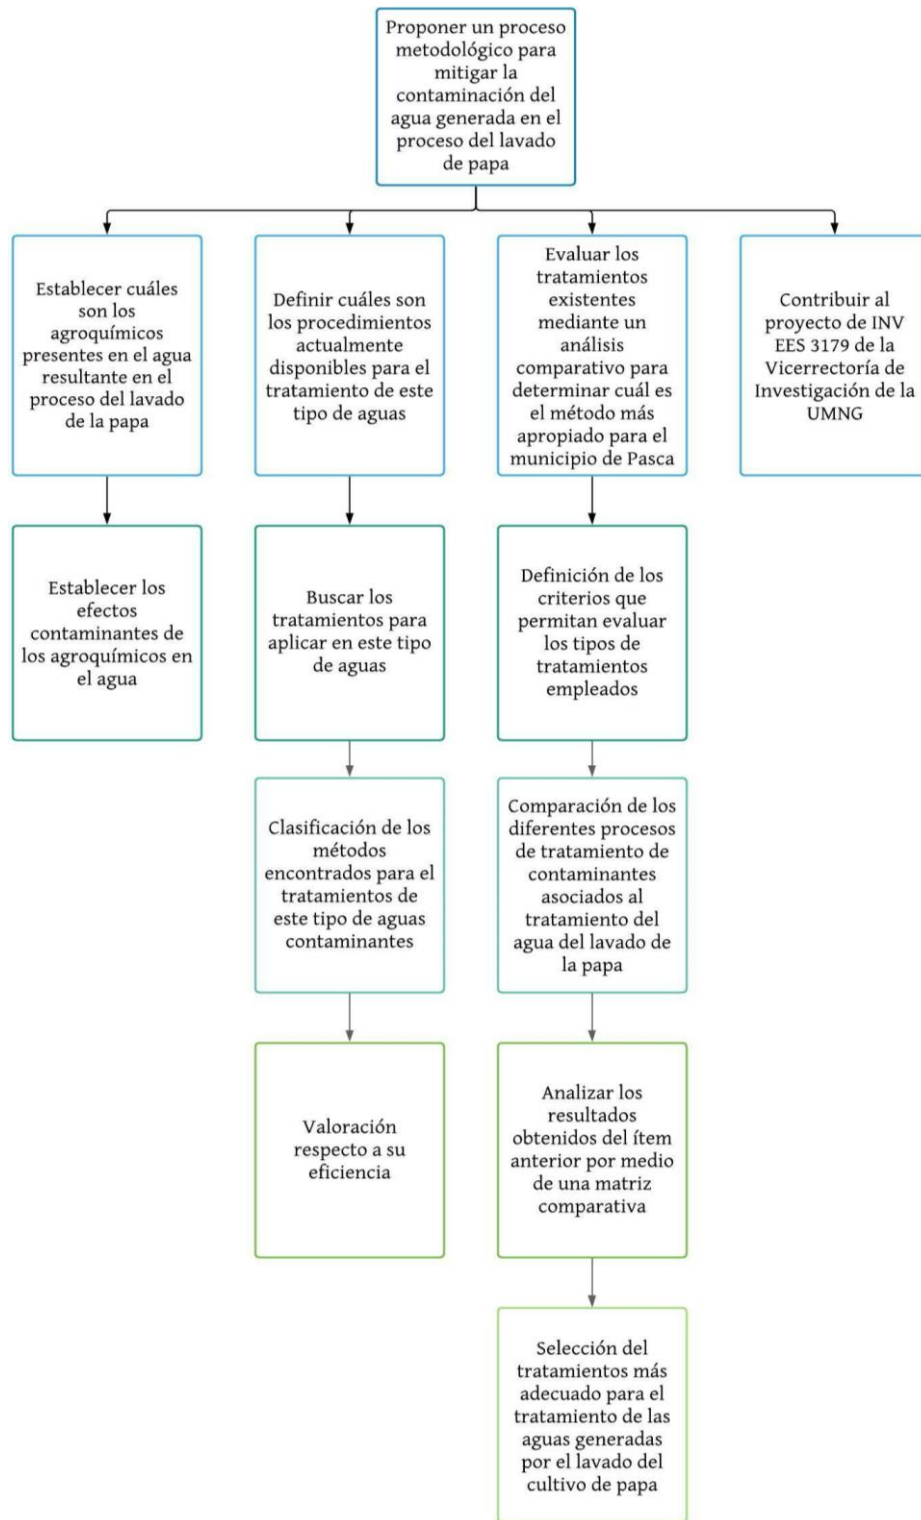 Proponer un proceso
metodológico para
mitigar la
contaminación del
agua generada en el
proceso del lavado
de papa
Establecer cuáles
son los
agroquímicos
presentes en el agua
resultante en el
proceso del lavado
de la papa
Definir cuáles son
los procedimientos
actualmente
disponibles para el
tratamiento de este
tipo de aguas
Evaluar los
tratamientos
existentes
mediante un
análisis
comparativo para
determinar cuál es
el método más
apropiado para el
municipio de Pasca
Contribuir al
proyecto de INV
EES 3179 de la
Vicerrectoría de
Investigación de la
UMNG
Establecer los
efectos
contaminantes de
los agroquímicos en
el agua
Buscar los
tratamientos para
aplicar en este tipo
de aguas
Definición de los
criterios que
permitan evaluar
los tipos de
tratamientos
empleados
Clasificación de los
métodos
encontrados para el
tratamientos de
este tipo de aguas
contaminantes
Comparación de los
diferentes procesos
de tratamiento de
contaminantes
asociados al
tratamiento del
agua del lavado de
la papa
Valoración
respecto a su
eficiencia
Analizar los
resultados
obtenidos del ítem
anterior por medio
de una matriz
comparativa
Selección del
tratamientos más
adecuado para el
tratamiento de las
aguas generadas
por el lavado del
cultivo de papa